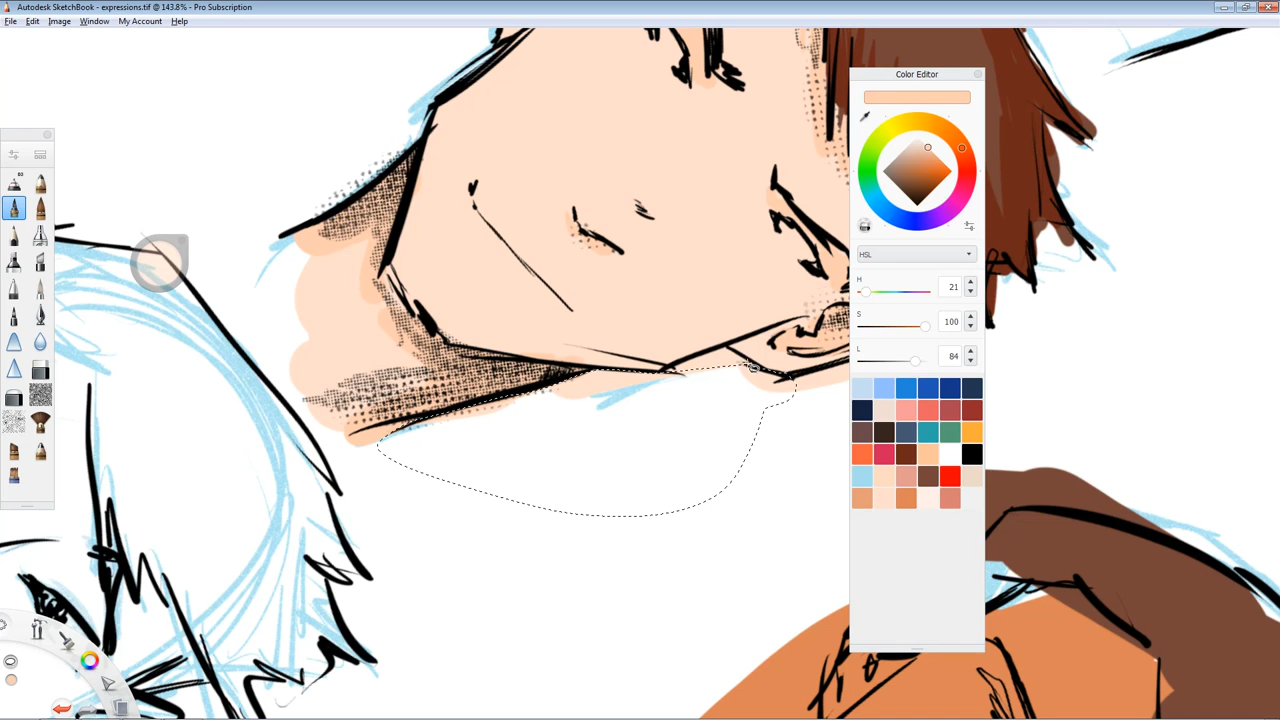 Autodesk SketchBook - expressions.tif @ 143.8% - Pro Subscription
File Edit Image Window My Account Help
Color Editor
HSL
H 21
S 100
L 84